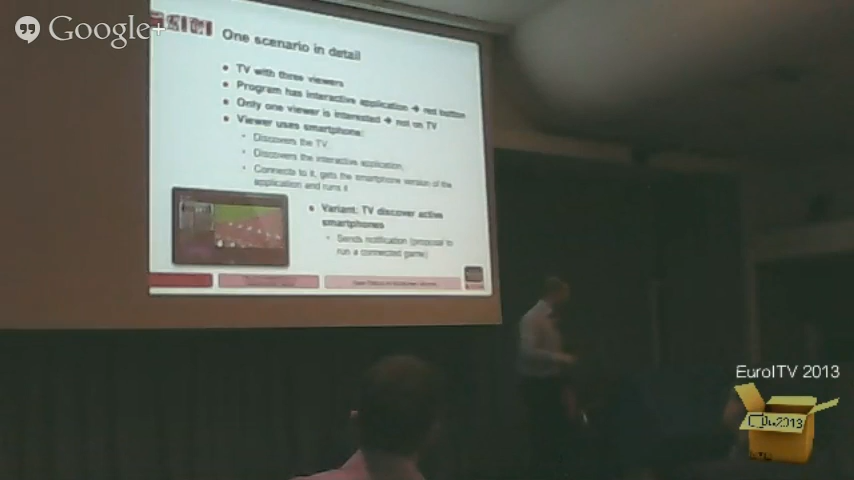 Google+
One scenario in detail
• TV with three viewers
• Program has interactive application → red button
• Only one viewer is interested → not on TV
• Viewer uses smartphone:
• Discovers the TV
• Discovers the interactive application,
• Connects to it, gets the smartphone version of the
application and runs it
• Variant: TV discover active
smartphones
• Sends notification (proposal to
run a connected game)
EuroITV 2013
2013